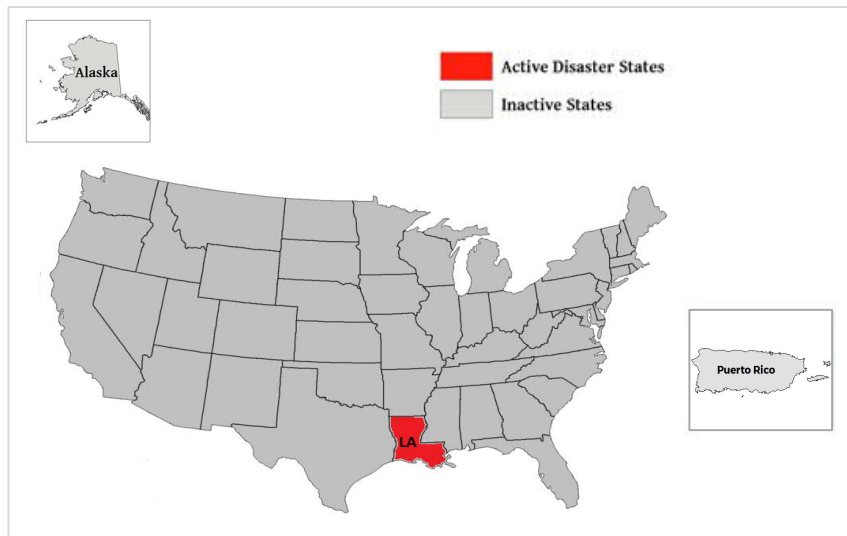 Alaska
Active Disaster States
Inactive States
Puerto Rico
LA